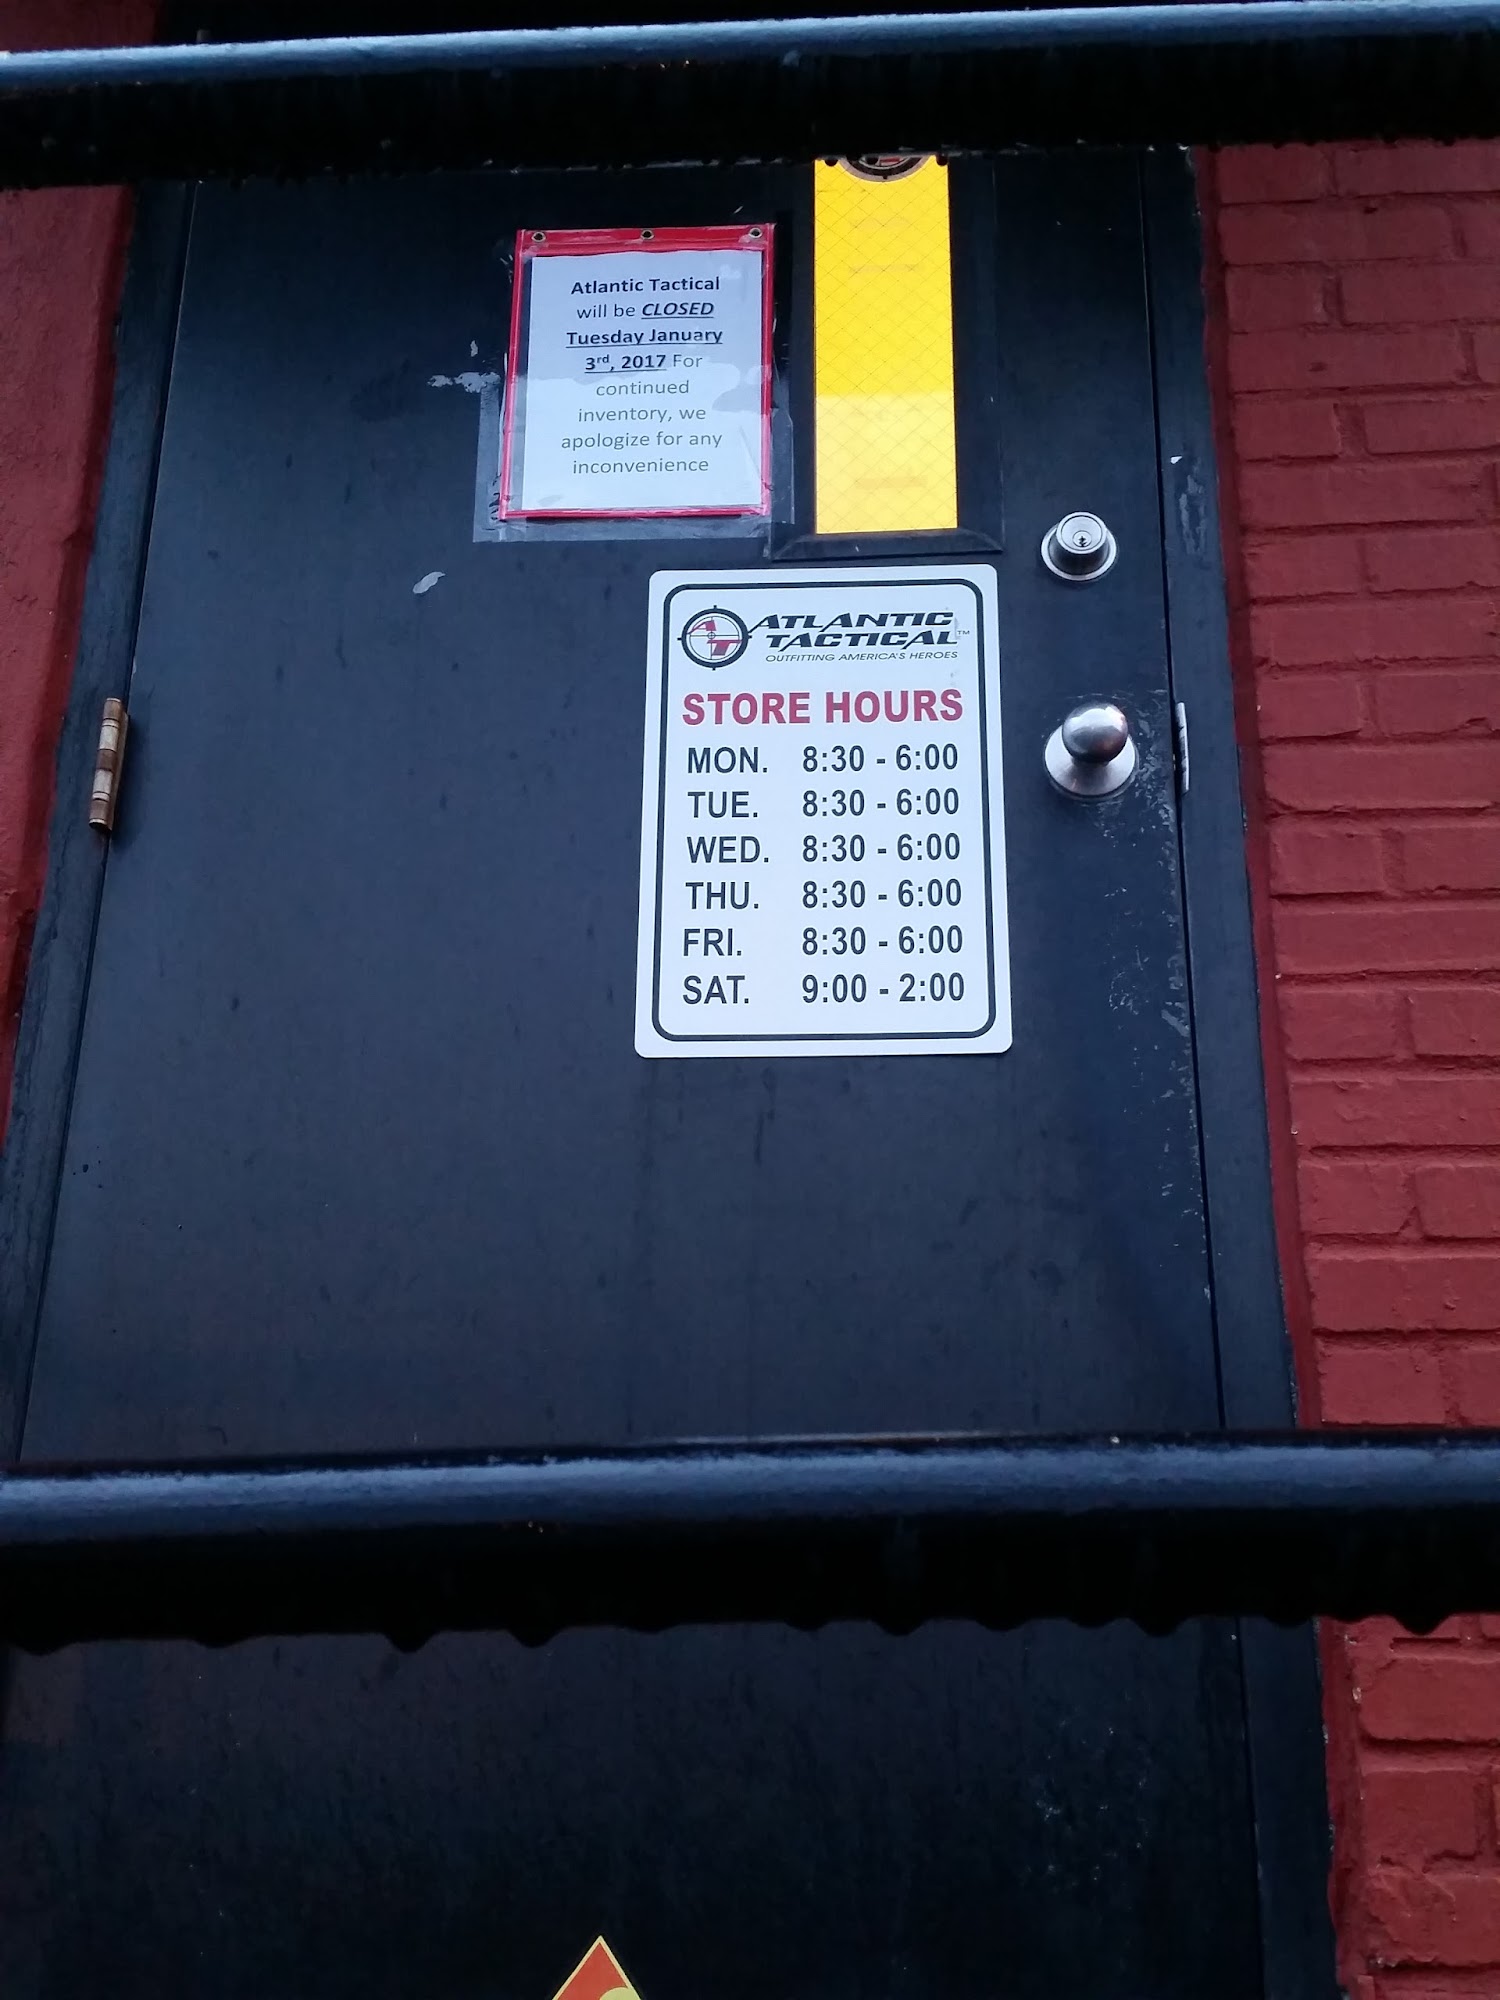 Atlantic Tactical
will be CLOSED
Tuesday January
3rd, 2017 For
continued
inventory, we
apologize for any
inconvenience
AT
ATLANTIC
TACTICAL™
OUTFITTING AMERICA'S HEROES
STORE HOURS
MON. 8:30 - 6:00
TUE. 8:30 - 6:00
WED. 8:30 - 6:00
THU. 8:30 - 6:00
FRI. 8:30 - 6:00
SAT. 9:00 - 2:00